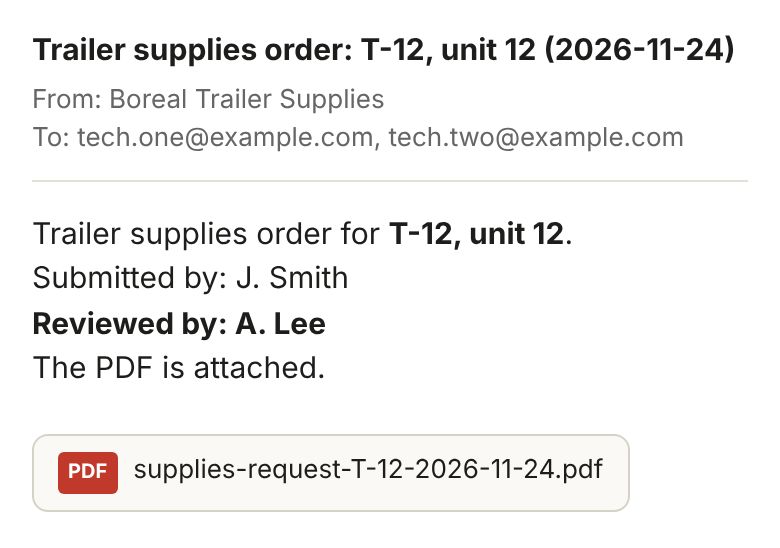 Trailer supplies order: T-12, unit 12 (2026-11-24)
From: Boreal Trailer Supplies
To: tech.one@example.com, tech.two@example.com
Trailer supplies order for T-12, unit 12.
Submitted by: J. Smith
Reviewed by: A. Lee
The PDF is attached.
PDF supplies-request-T-12-2026-11-24.pdf